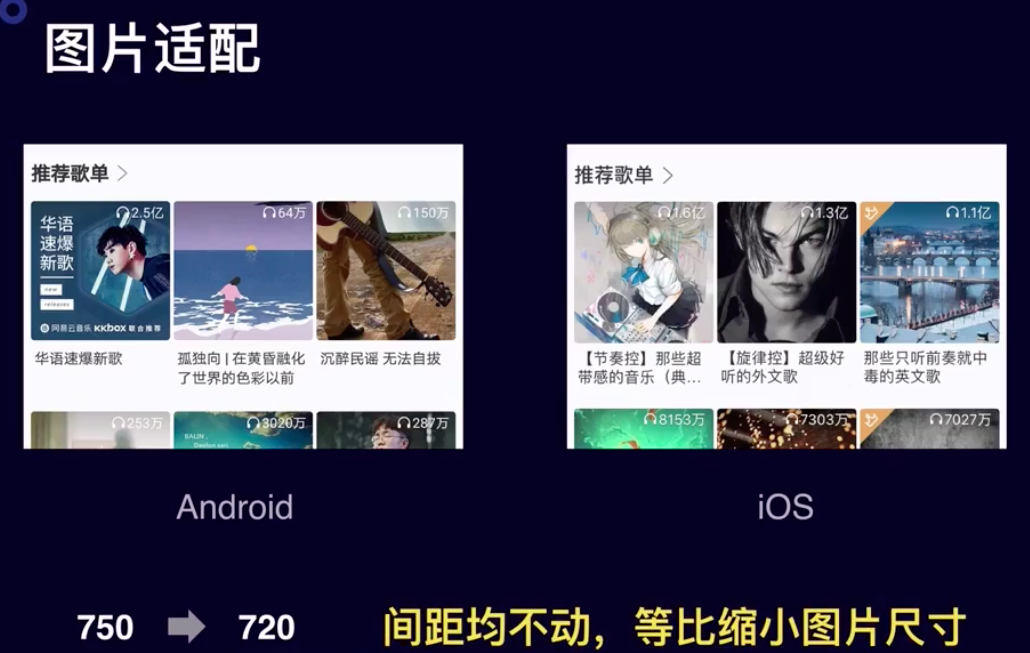 图片适配
推荐歌单 >
2.5亿
64万
150万
华语
速爆
新歌
new
releases
网易云音乐 KKBOX 联合推荐
华语速爆新歌
孤独向 | 在黄昏融化
了世界的色彩以前
沉醉民谣 无法自拔
253万
3020万
287万
推荐歌单 >
1.6亿
1.3亿
1.1亿
【节奏控】那些超
带感的音乐（典...
【旋律控】超级好
听的外文歌
那些只听前奏就中
毒的英文歌
8153万
7303万
7027万
Android
iOS
750
720
间距均不动，等比缩小图片尺寸